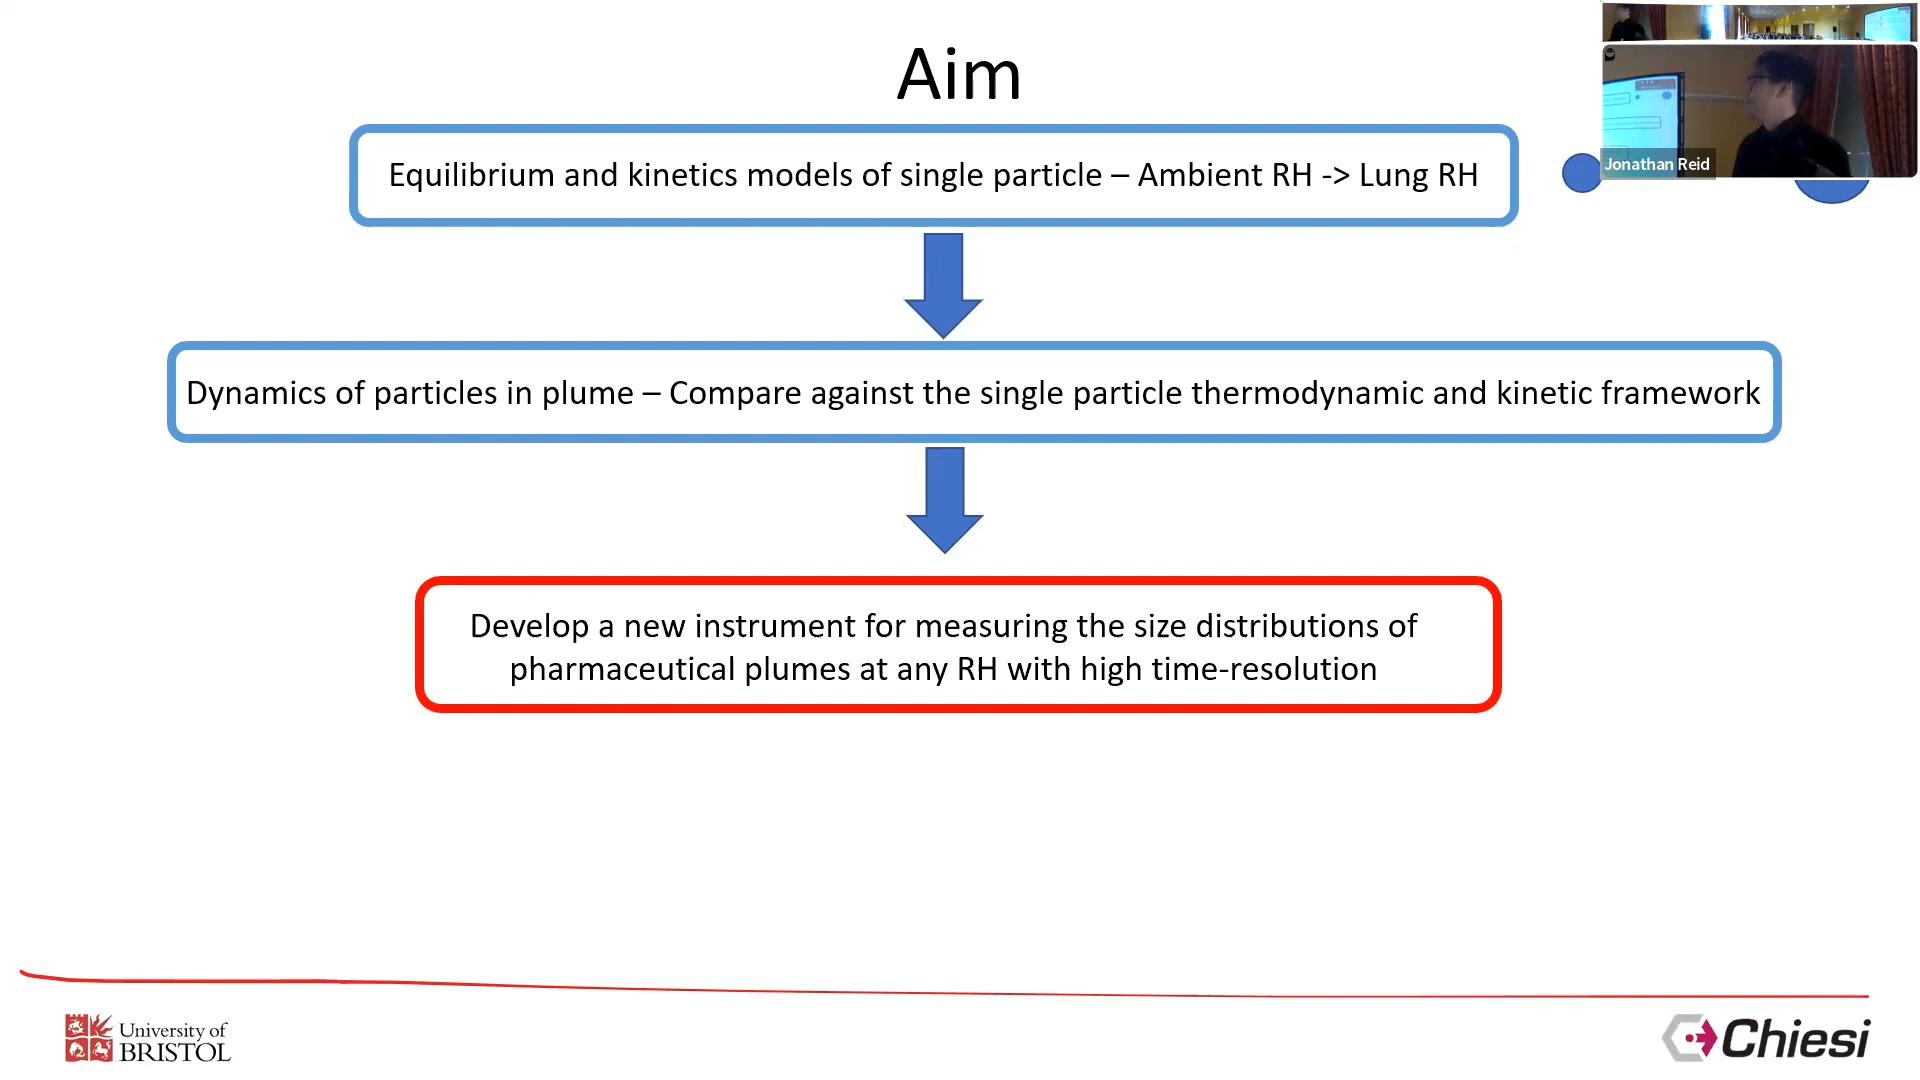 Aim
Equilibrium and kinetics models of single particle – Ambient RH -> Lung RH
Jonathan Reid
Dynamics of particles in plume – Compare against the single particle thermodynamic and kinetic framework
Develop a new instrument for measuring the size distributions of
pharmaceutical plumes at any RH with high time-resolution
University of
BRISTOL
Chiesi